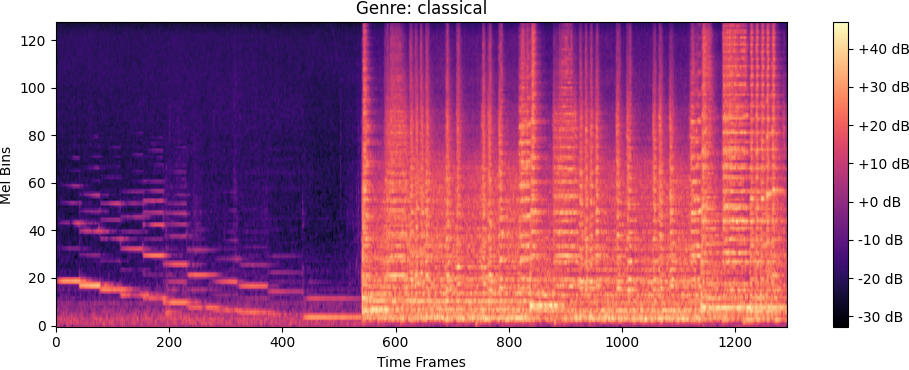 Genre: classical
Mel Bins
120
100
80
60
40
20
0
0 200 400 600 800 1000 1200
Time Frames
+40 dB
+30 dB
+20 dB
+10 dB
+0 dB
-10 dB
-20 dB
-30 dB